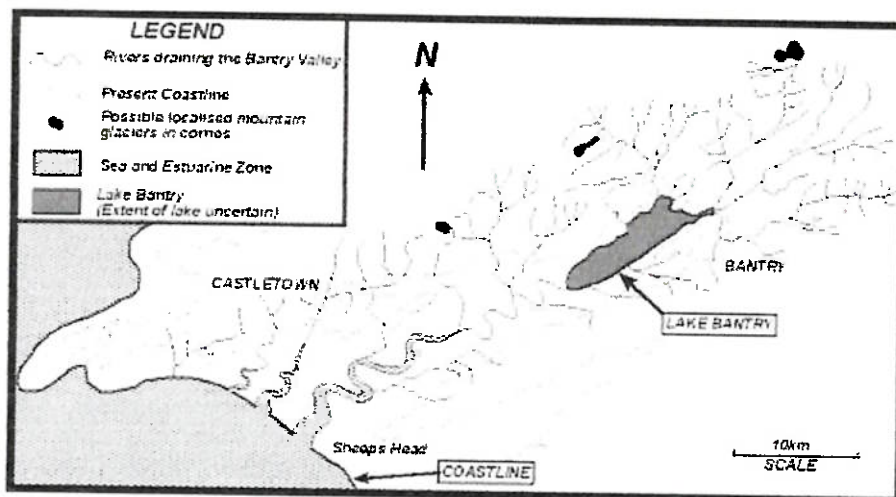 LEGEND
Rivers draining the Bantry Valley
Present Coastline
Possible localised mountain
glaciers in corries
Sea and Estuarine Zone
Lake Bantry
(Extent of lake uncertain)
N
CASTLETOWN
BANTRY
LAKE BANTRY
Sheeps Head
COASTLINE
10km
SCALE